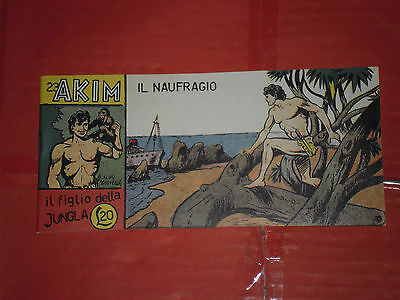 23 AKIM
il figlio della
JUNGLA
£20
IL NAUFRAGIO